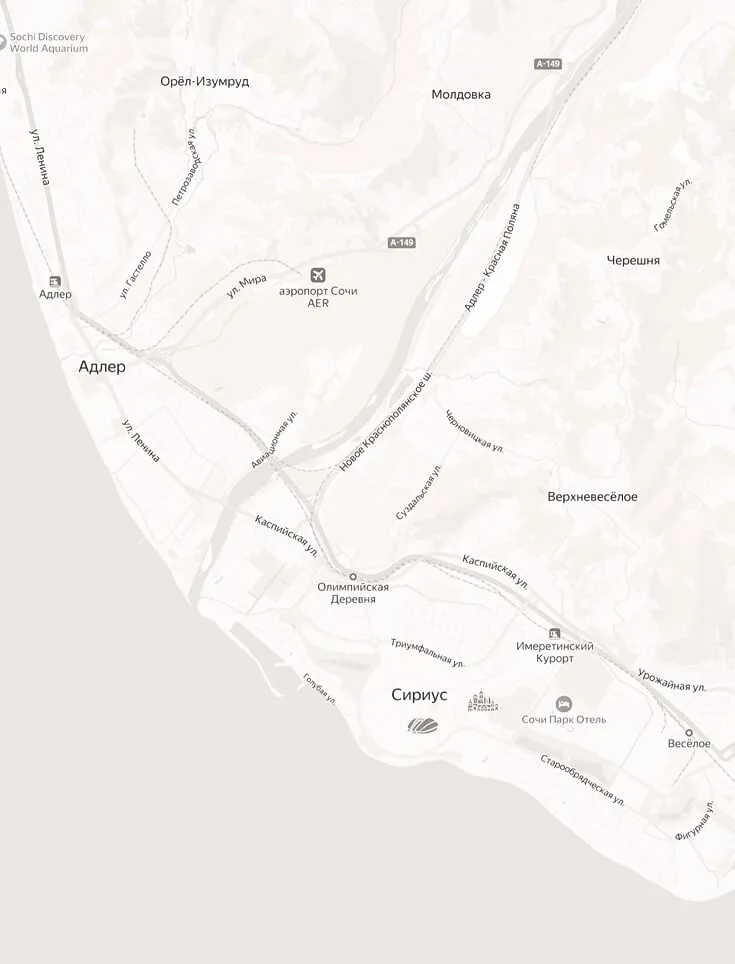 Sochi Discovery
World Aquarium
ая
Орёл-Изумруд
А-149
Молдовка
ул. Ленина
Петрозаводская ул.
Гомельская ул.
А-149
Черешня
Адлер - Красная Поляна
ул. Гастелло
ул. Мира
аэропорт Сочи
AER
Адлер
Адлер
ул. Ленина
Авиационная ул.
Новое Краснополянское ш.
Черновицкая ул.
Суздальская ул.
Верхневесёлое
Каспийская ул.
Каспийская ул.
Олимпийская
Деревня
Триумфальная ул.
Имеретинский
Курорт
Голубая ул.
Сириус
Урожайная ул.
Сочи Парк Отель
Весёлое
Старообрядческая ул.
Фигурная ул.